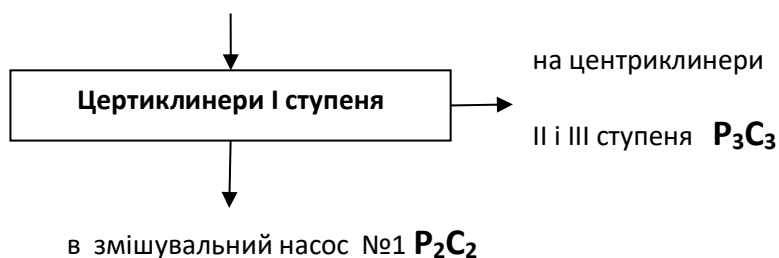 на центриклинери
Цертиклинери І ступеня
ІІ і ІІІ ступеня P₃C₃
в змішувальний насос №1 P₂C₂